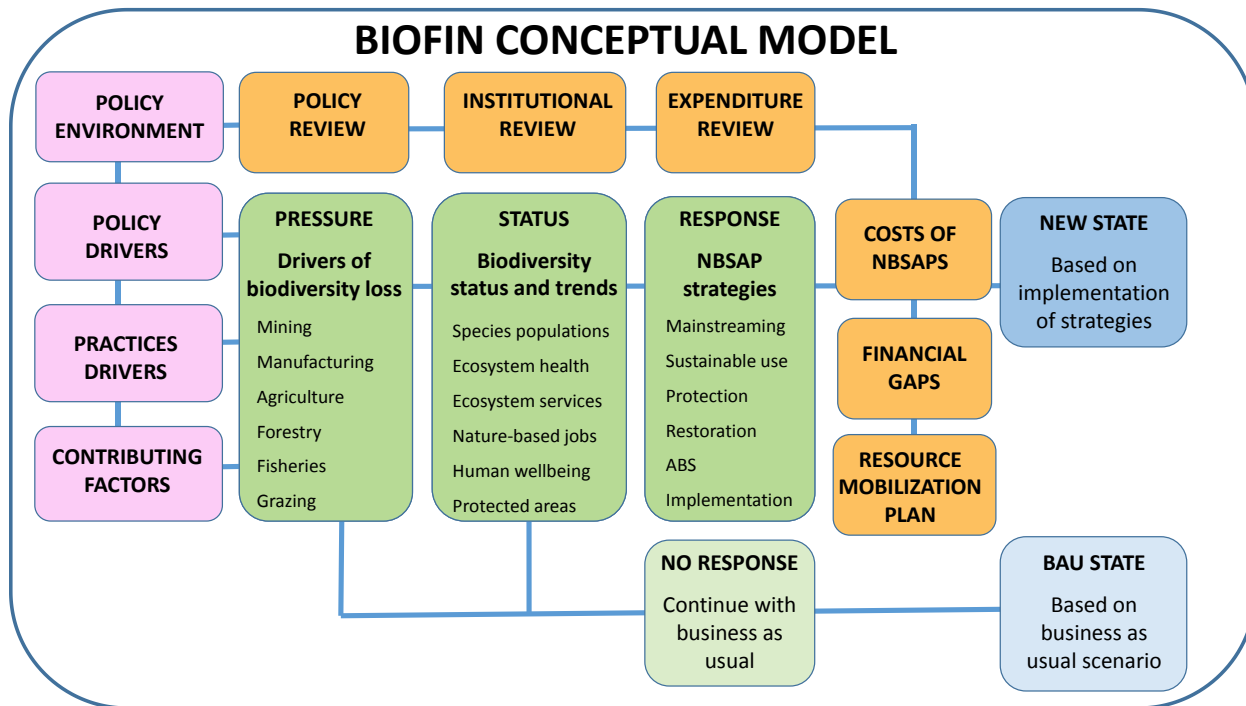 BIOFIN CONCEPTUAL MODEL
POLICY
ENVIRONMENT
POLICY
REVIEW
INSTITUTIONAL
REVIEW
EXPENDITURE
REVIEW
POLICY
DRIVERS
PRACTICES
DRIVERS
CONTRIBUTING
FACTORS
PRESSURE
Drivers of
biodiversity loss
Mining
Manufacturing
Agriculture
Forestry
Fisheries
Grazing
STATUS
Biodiversity
status and trends
Species populations
Ecosystem health
Ecosystem services
Nature-based jobs
Human wellbeing
Protected areas
RESPONSE
NBSAP
strategies
Mainstreaming
Sustainable use
Protection
Restoration
ABS
Implementation
COSTS OF
NBSAPS
FINANCIAL
GAPS
RESOURCE
MOBILIZATION
PLAN
NEW STATE
Based on
implementation
of strategies
NO RESPONSE
Continue with
business as
usual
BAU STATE
Based on
business as
usual scenario